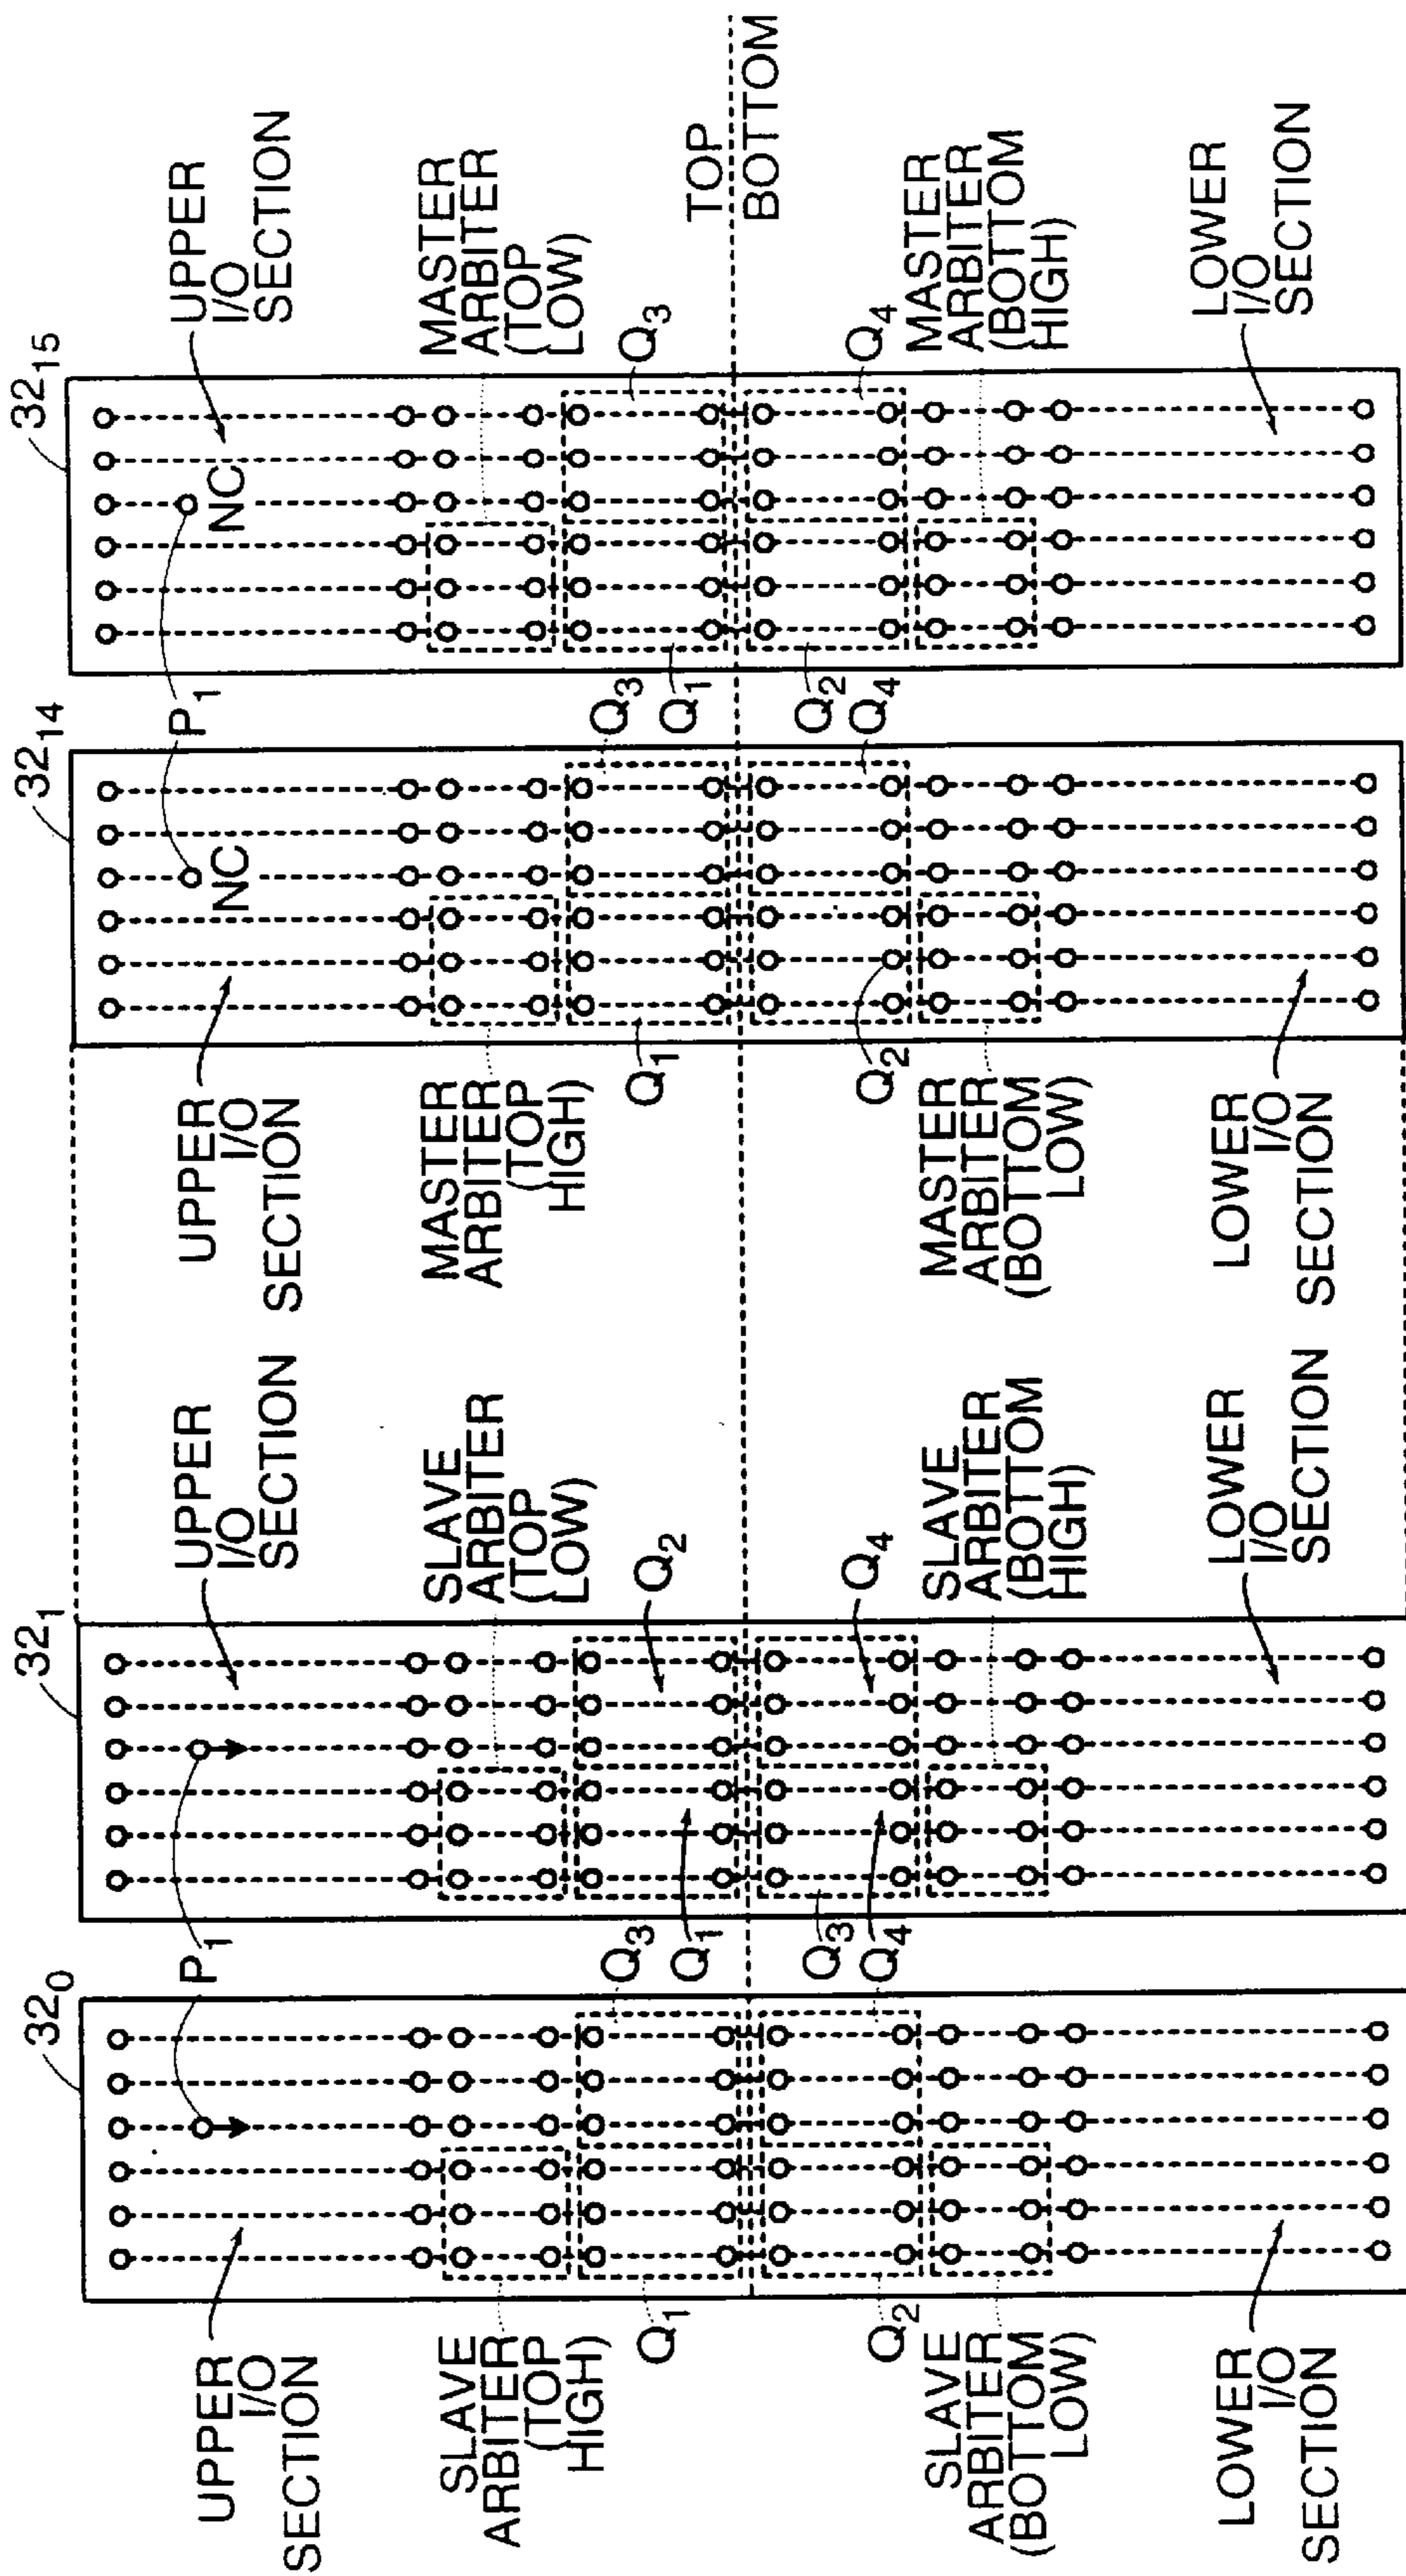 32₀
UPPER
I/O
SECTION
SLAVE
ARBITER
(TOP
HIGH)
Q₁
Q₂
SLAVE
ARBITER
(BOTTOM
LOW)
LOWER
I/O
SECTION
P₁
Q₃
Q₁
Q₃
Q₄
32₁
UPPER
I/O
SECTION
SLAVE
ARBITER
(TOP
LOW)
Q₂
Q₄
SLAVE
ARBITER
(BOTTOM
HIGH)
LOWER
I/O
SECTION
32₁₄
UPPER
I/O
SECTION
MASTER
ARBITER
(TOP
HIGH)
Q₁
Q₂
MASTER
ARBITER
(BOTTOM
LOW)
LOWER
I/O
SECTION
NC
P₁
Q₃
Q₁
Q₂
Q₄
32₁₅
NC
UPPER
I/O
SECTION
MASTER
ARBITER
(TOP
LOW)
Q₃
TOP
BOTTOM
Q₄
MASTER
ARBITER
(BOTTOM
HIGH)
LOWER
I/O
SECTION